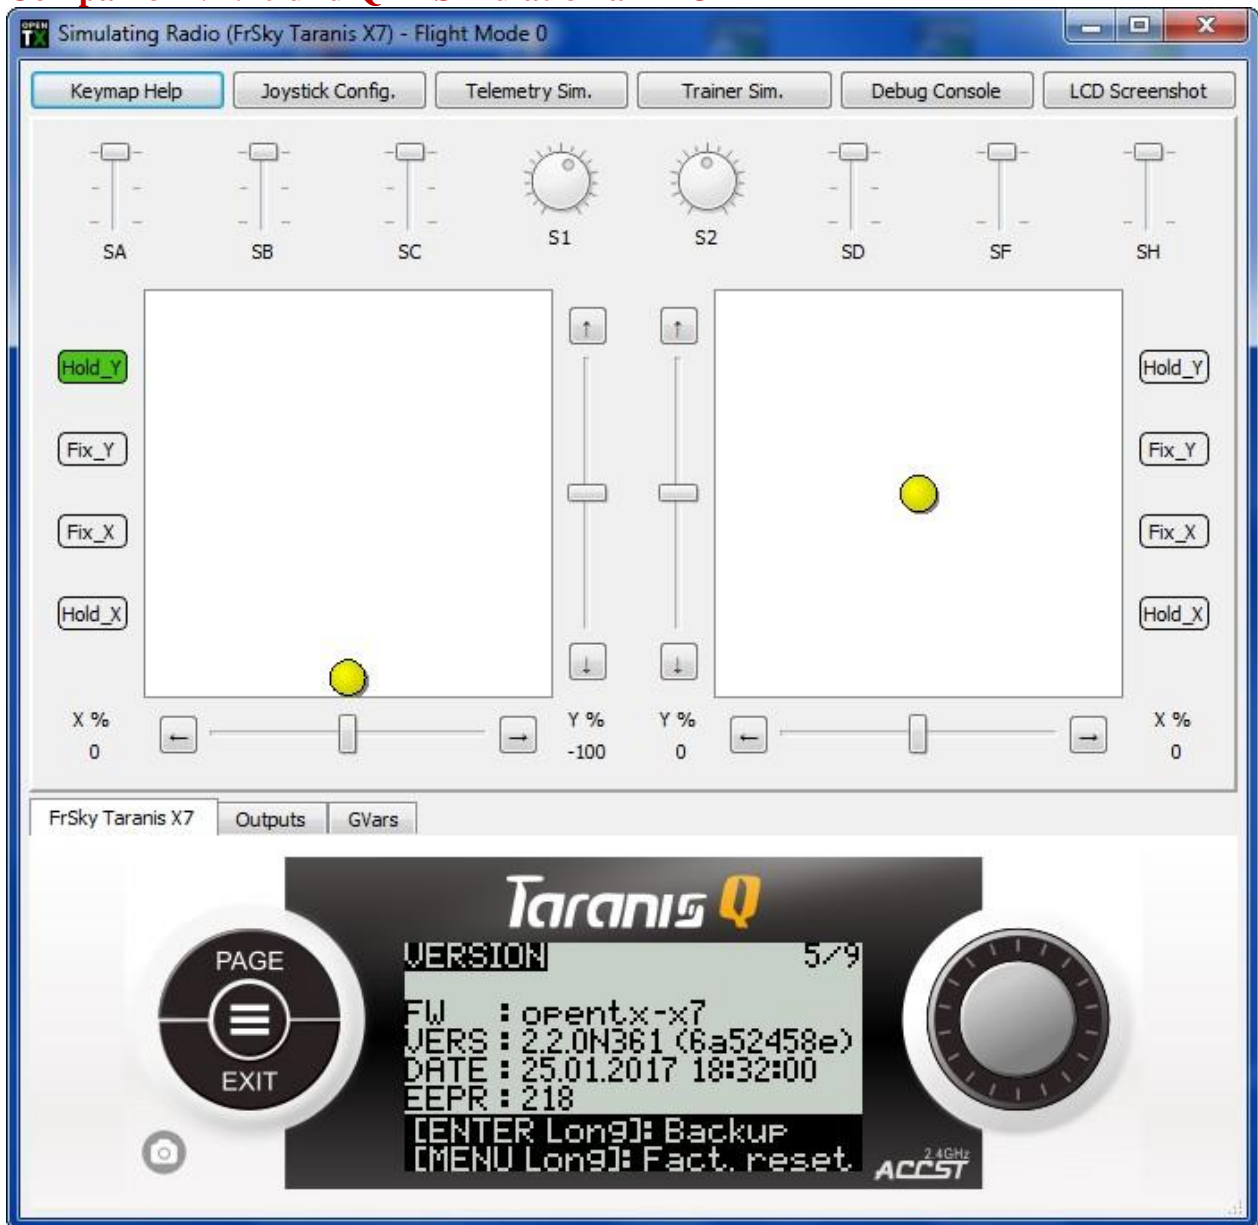 Simulating Radio (FrSky Taranis X7) - Flight Mode 0
Keymap Help Joystick Config. Telemetry Sim. Trainer Sim. Debug Console LCD Screenshot
SA SB SC S1 S2 SD SF SH
Hold_Y Hold_Y
Fix_Y Fix_Y
Fix_X Fix_X
Hold_X Hold_X
X % Y % Y % X %
0 -100 0 0
FrSky Taranis X7 Outputs GVars
Taranis Q
PAGE
EXIT
VERSION 5/9
FW : opentx-x7
VERS : 2.2.0N361 (6a52458e)
DATE : 25.01.2017 18:32:00
EEPR : 218
[ENTER Long]: Backup
[MENU Long]: Fact. reset
2.4GHz
ACCST